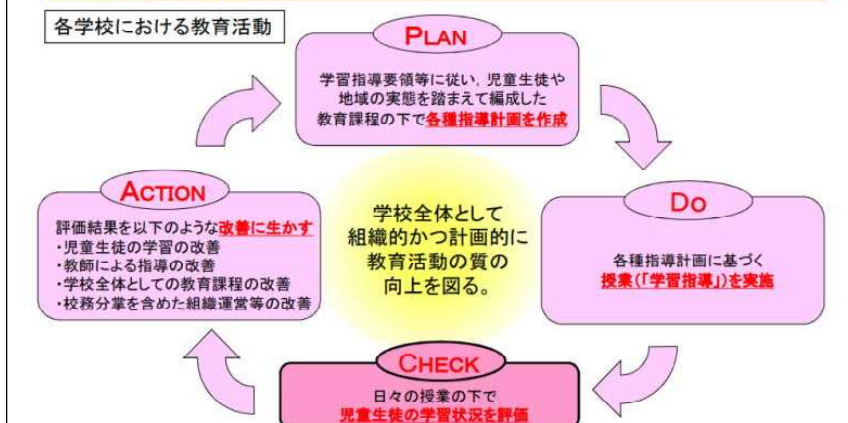 各学校における教育活動
PLAN
学習指導要領等に従い,児童生徒や
地域の実態を踏まえて編成した
教育課程の下で各種指導計画を作成
DO
各種指導計画に基づく
授業(「学習指導」)を実施
CHECK
日々の授業の下で
児童生徒の学習状況を評価
ACTION
評価結果を以下のような改善に生かす
・児童生徒の学習の改善
・教師による指導の改善
・学校全体としての教育課程の改善
・校務分掌を含めた組織運営等の改善
学校全体として
組織的かつ計画的に
教育活動の質の
向上を図る。